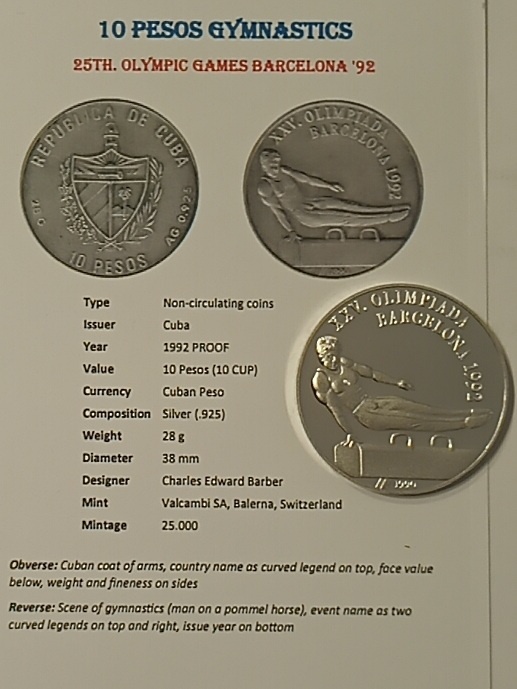 10 PESOS GYMNASTICS
25TH. OLYMPIC GAMES BARCELONA '92
REPUBLICA DE CUBA
28 G
AG 0.925
10 PESOS
XXV. OLIMPIADA
BARCELONA 1992
Type Non-circulating coins
Issuer Cuba
Year 1992 PROOF
Value 10 Pesos (10 CUP)
Currency Cuban Peso
Composition Silver (.925)
Weight 28 g
Diameter 38 mm
Designer Charles Edward Barber
Mint Valcambi SA, Balerna, Switzerland
Mintage 25.000
XXV. OLIMPIADA
BARCELONA 1992
1990
Obverse: Cuban coat of arms, country name as curved legend on top, face value
below, weight and fineness on sides
Reverse: Scene of gymnastics (man on a pommel horse), event name as two
curved legends on top and right, issue year on bottom